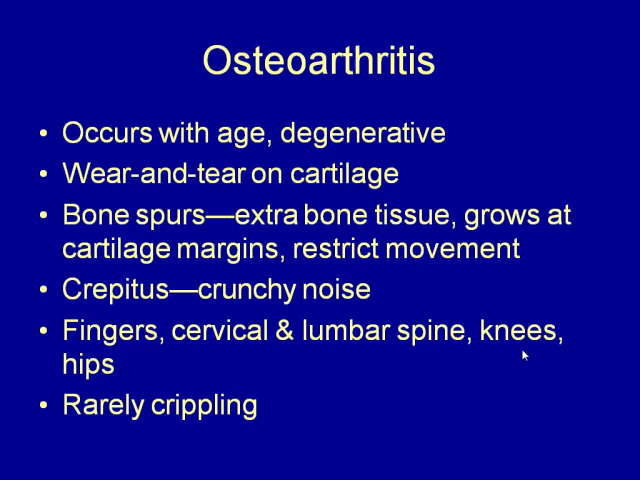 Osteoarthritis
• Occurs with age, degenerative
• Wear-and-tear on cartilage
• Bone spurs—extra bone tissue, grows at
cartilage margins, restrict movement
• Crepitus—crunchy noise
• Fingers, cervical & lumbar spine, knees,
hips
• Rarely crippling